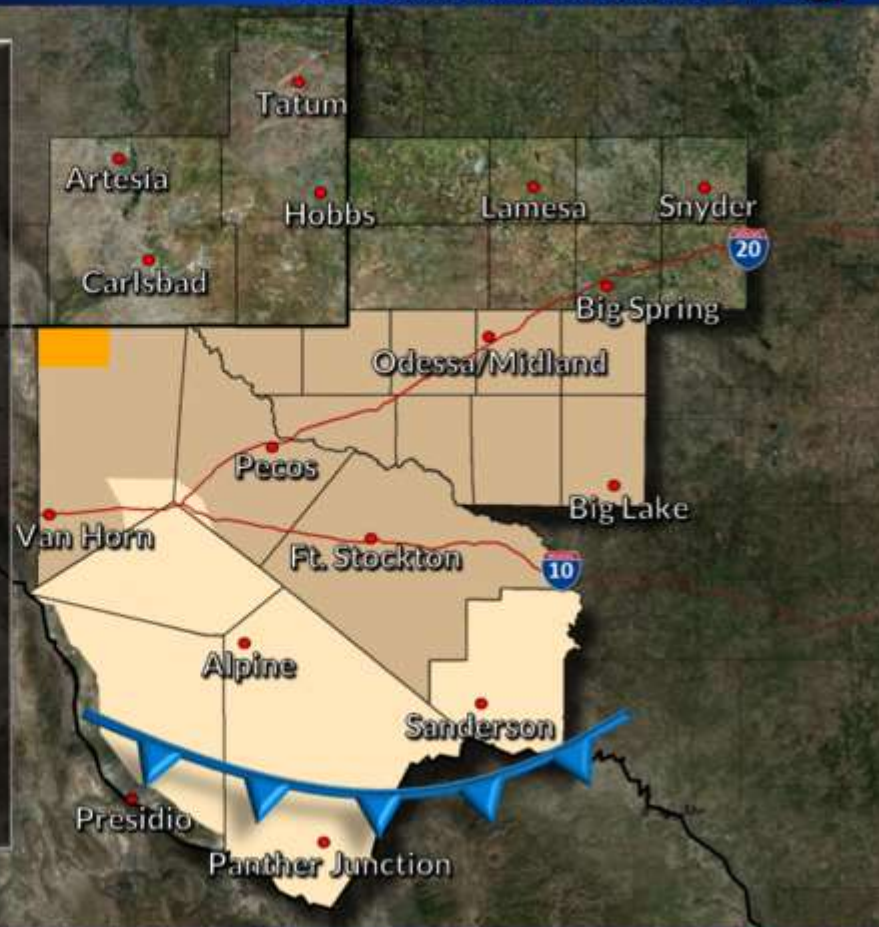 Tatum
Artesia
Hobbs
Lamesa
Snyder
20
Carlsbad
Big Spring
Odessa/Midland
Pecos
Big Lake
Van Horn
Ft. Stockton
10
Alpine
Sanderson
Presidio
Panther Junction